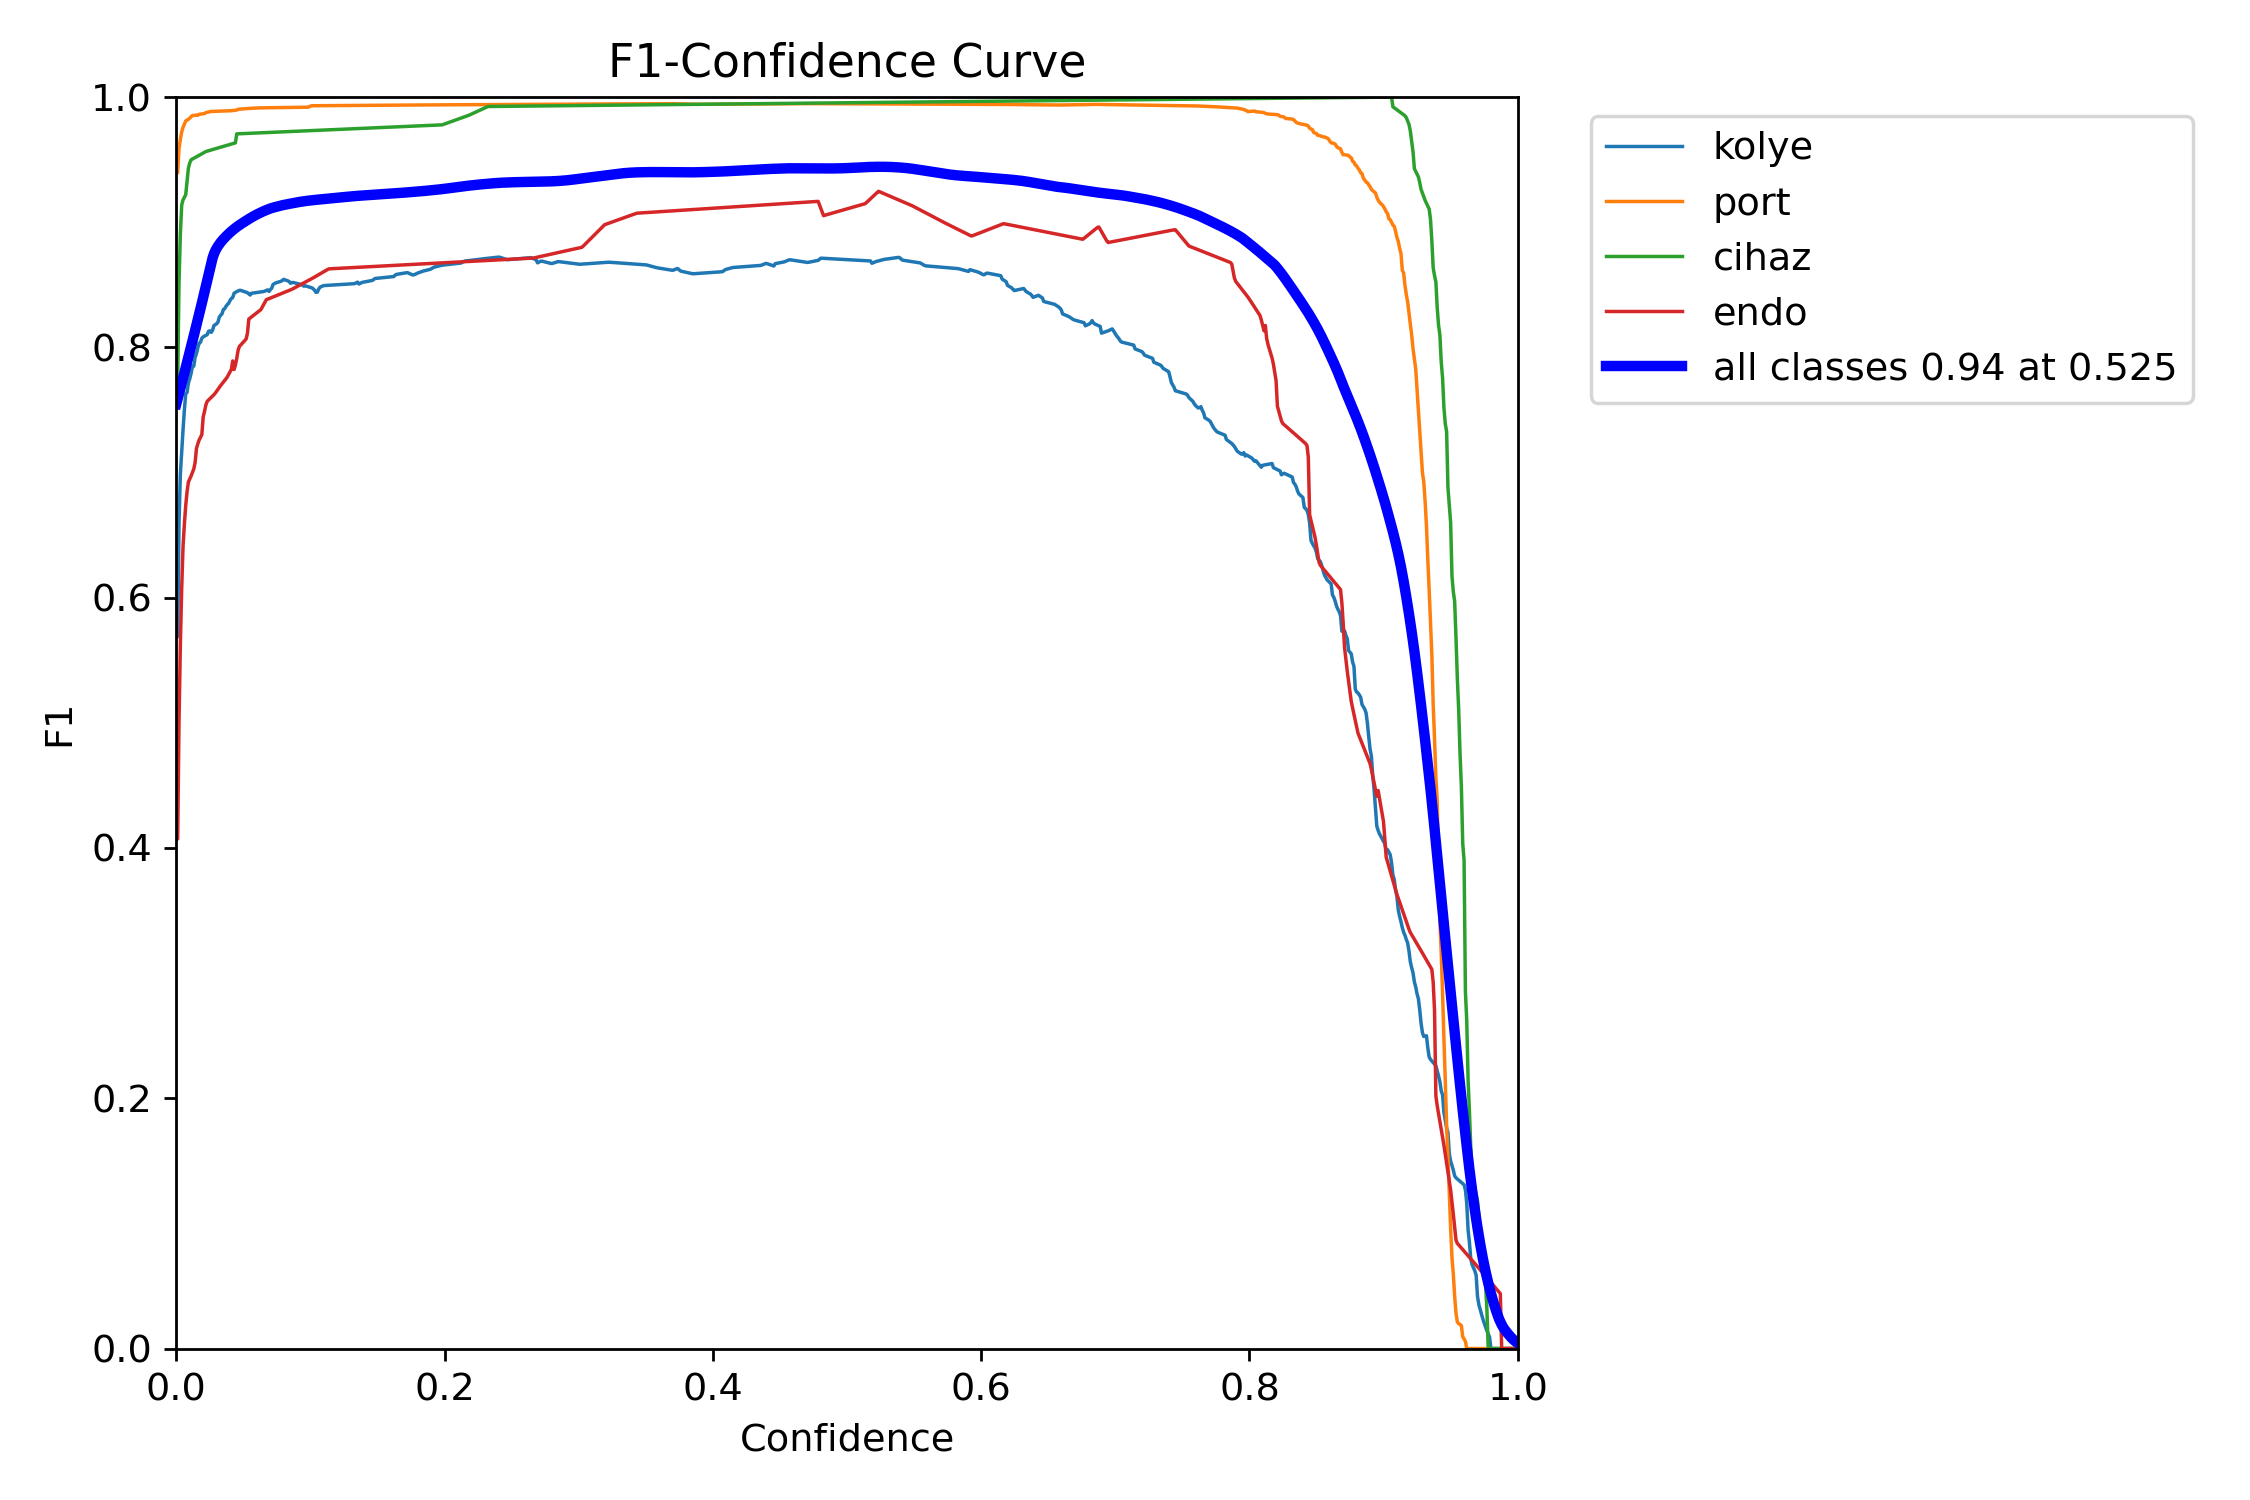 F1-Confidence Curve
1.0
0.8
0.6
0.4
0.2
0.0
F1
0.0 0.2 0.4 0.6 0.8 1.0
Confidence
kolye
port
cihaz
endo
all classes 0.94 at 0.525